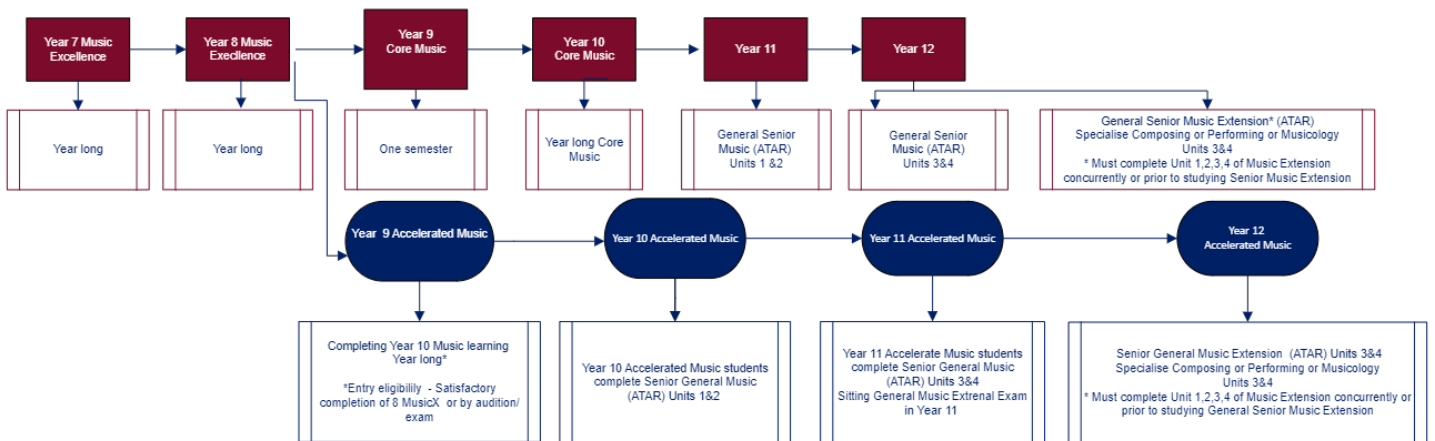 Year 7 Music
Excellence
Year 8 Music
Execllence
Year 9
Core Music
Year 10
Core Music
Year 11
Year 12
Year long
Year long
One semester
Year long Core
Music
General Senior
Music (ATAR)
Units 1 &2
General Senior
Music (ATAR)
Units 3&4
General Senior Music Extension* (ATAR)
Specialise Composing or Performing or Musicology
Units 3&4
* Must complete Unit 1,2,3,4 of Music Extension
concurrently or prior to studying Senior Music Extension
Year 9 Accelerated Music
Year 10 Accelerated Music
Year 11 Accelerated Music
Year 12
Accelerated Music
Completing Year 10 Music learning
Year long*
*Entry eligibilily - Satisfactory
completion of 8 MusicX or by audition/
exam
Year 10 Accelerated Music students
complete Senior General Music
(ATAR) Units 1&2
Year 11 Accelerate Music students
complete Senior General Music
(ATAR) Units 3&4
Sitting General Music Extrenal Exam
in Year 11
Senior General Music Extension (ATAR) Units 3&4
Specialise Composing or Performing or Musicology
Units 3&4
* Must complete Unit 1,2,3,4 of Music Extension concurrently or
prior to studying General Senior Music Extension